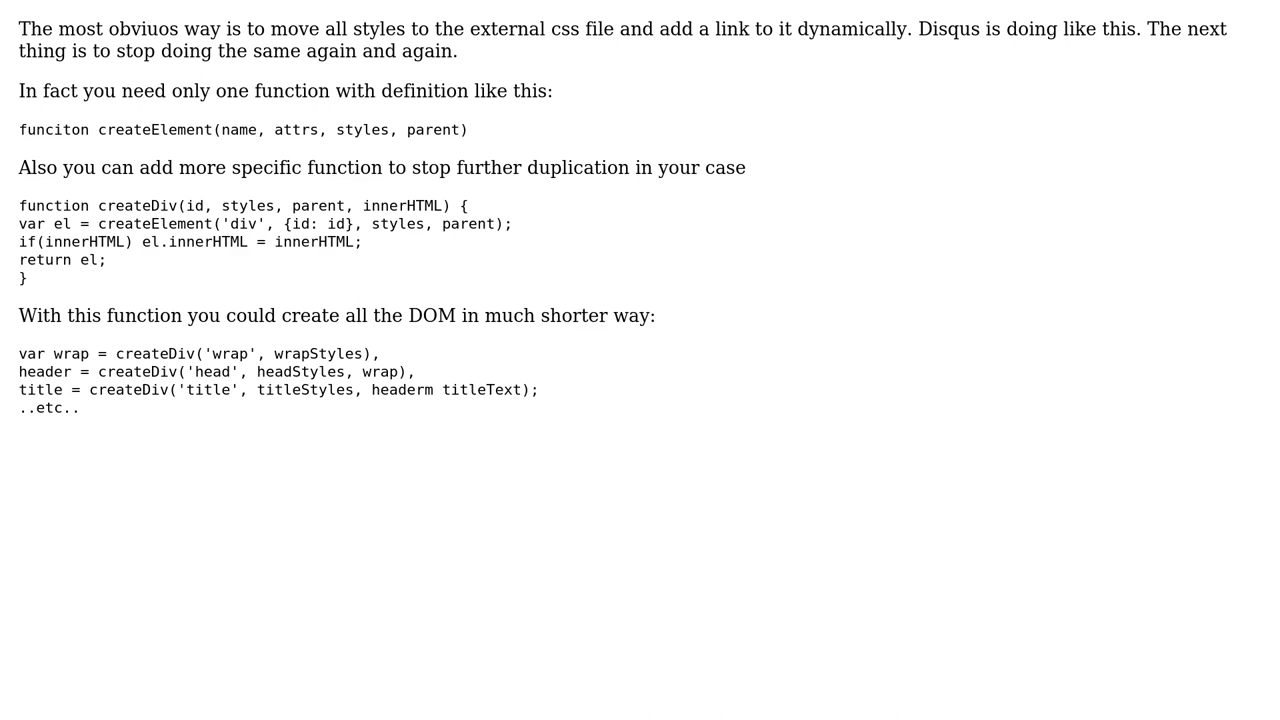 The most obviuos way is to move all styles to the external css file and add a link to it dynamically. Disqus is doing like this. The next
thing is to stop doing the same again and again.
In fact you need only one function with definition like this:
funciton createElement(name, attrs, styles, parent)
Also you can add more specific function to stop further duplication in your case
function createDiv(id, styles, parent, innerHTML) {
var el = createElement('div', {id: id}, styles, parent);
if(innerHTML) el.innerHTML = innerHTML;
return el;
}
With this function you could create all the DOM in much shorter way:
var wrap = createDiv('wrap', wrapStyles),
header = createDiv('head', headStyles, wrap),
title = createDiv('title', titleStyles, headerm titleText);
..etc..